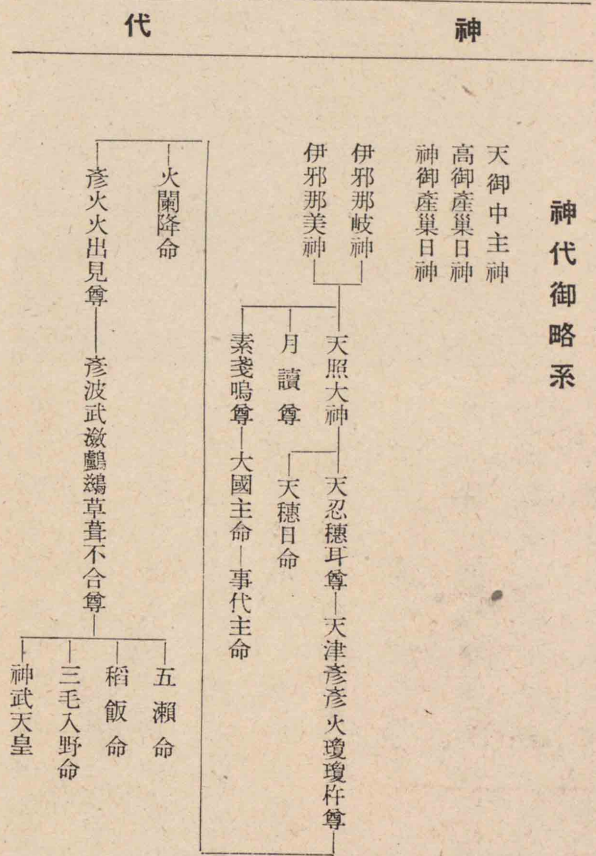 神代
神代御略系
天御中主神
高御產巢日神
神御產巢日神
伊邪那岐神
伊邪那美神
天照大神
月讀尊
素戔嗚尊
天忍穗耳尊
天穗日命
大國主命
事代主命
天津彥彥火瓊瓊杵尊
火闌降命
彥火火出見尊
彥波武瀲鸕鶿草葺不合尊
五瀨命
稻飯命
三毛入野命
神武天皇